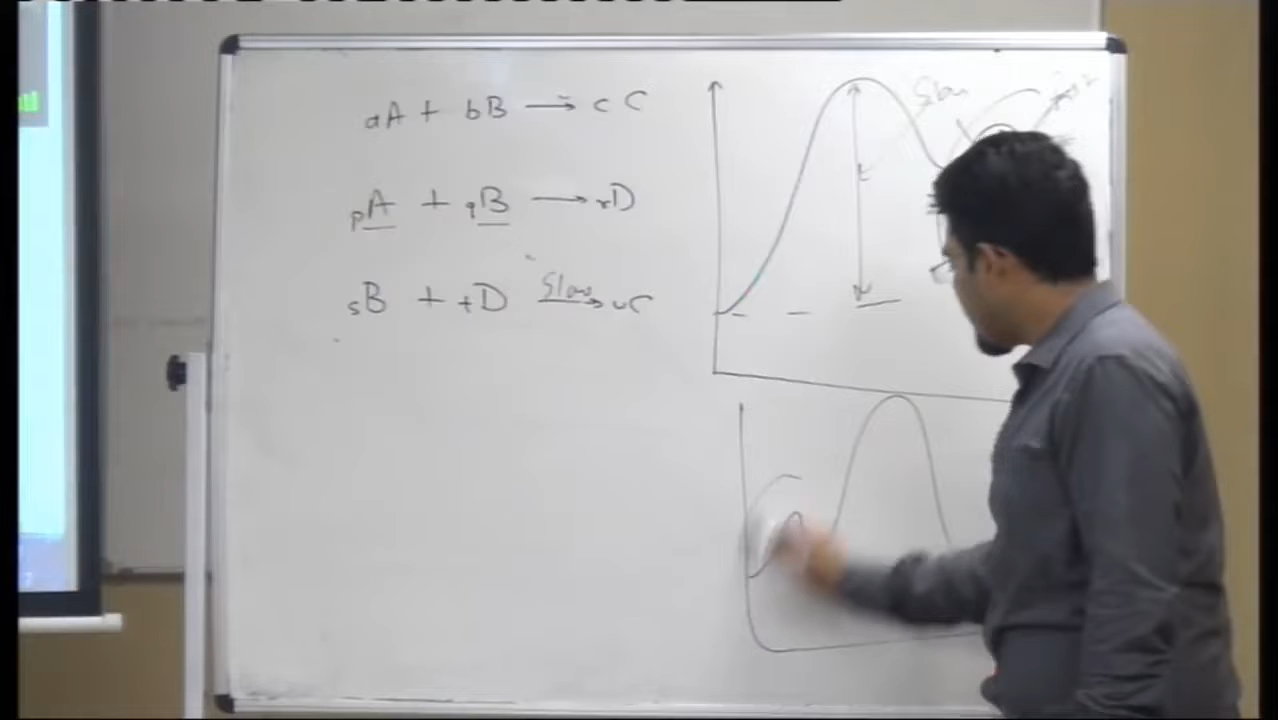 aA + bB → cC
pA + qB → rD
sB + tD Slow → uC
Slow